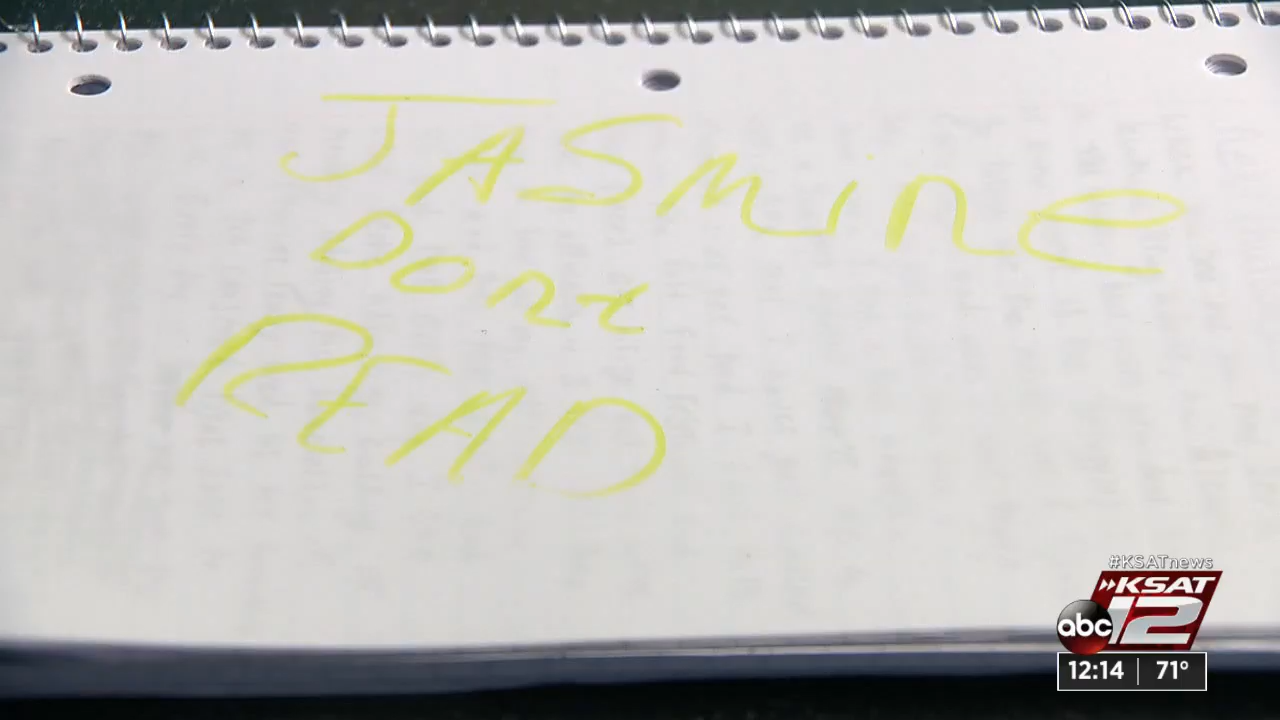 JASmine
DOnt
READ
#KSATnews
KSAT
abc 12
12:14 71°